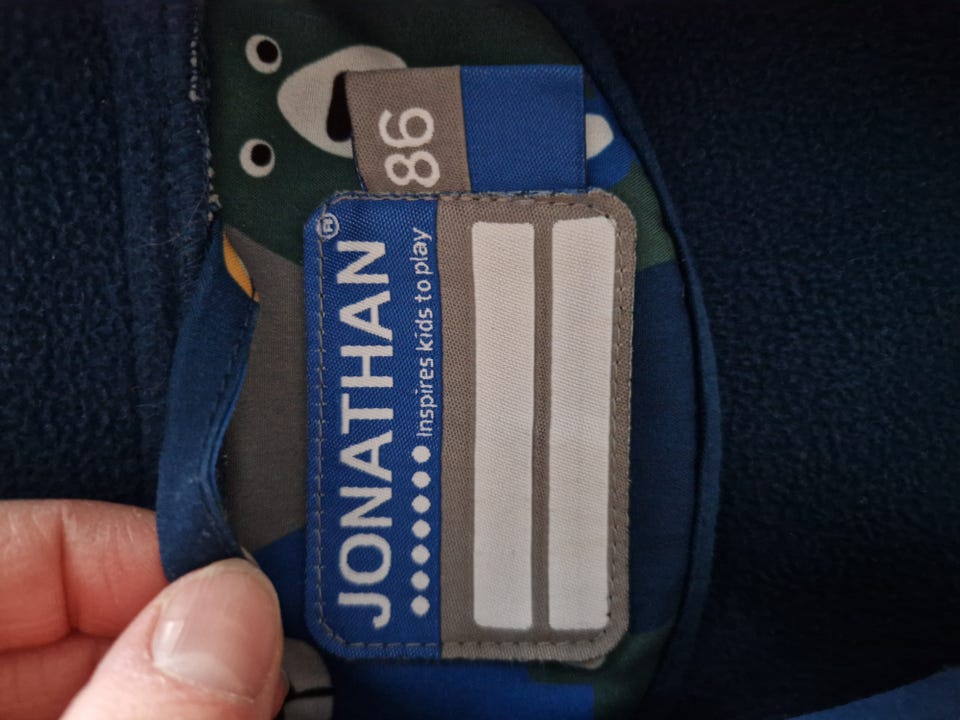 86
JONATHAN®
Inspires kids to play